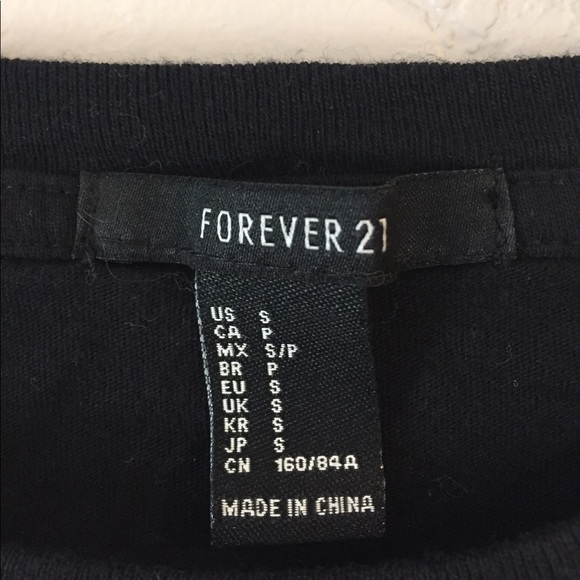 FOREVER 21
US S
CA P
MX S/P
BR P
EU S
UK S
KR S
JP S
CN 160/84A
MADE IN CHINA